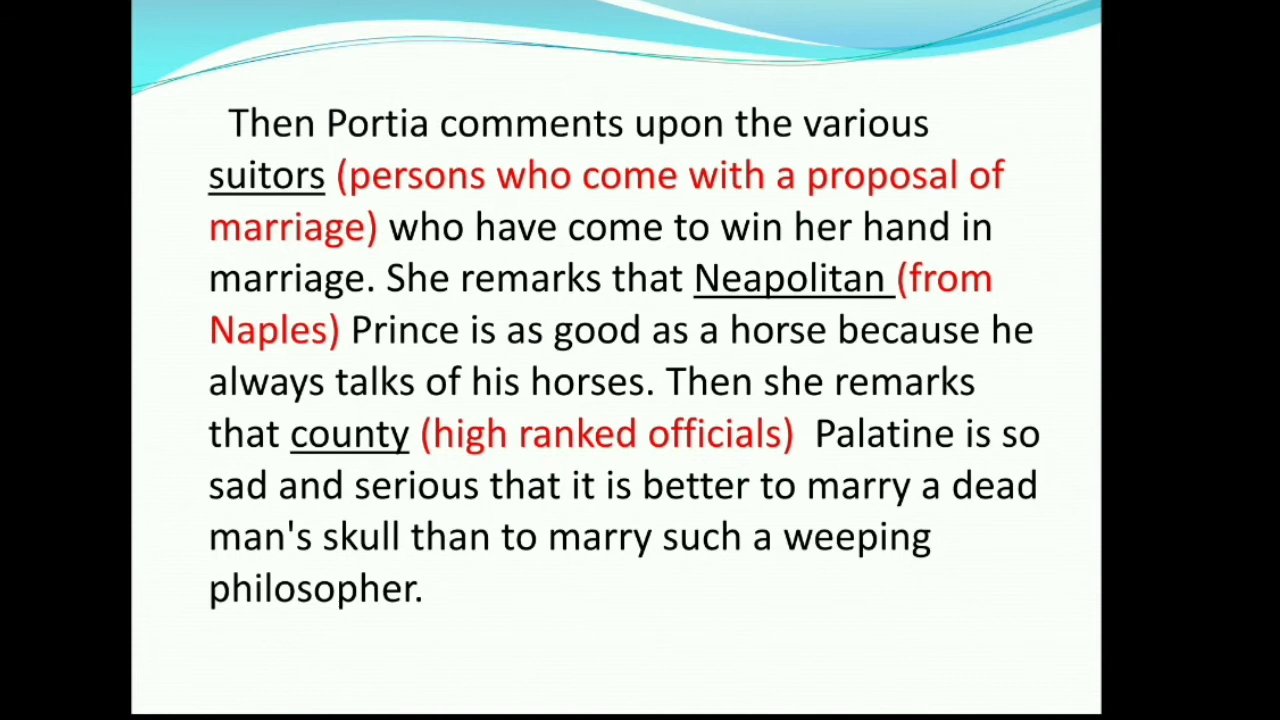 Then Portia comments upon the various
suitors (persons who come with a proposal of
marriage) who have come to win her hand in
marriage. She remarks that Neapolitan (from
Naples) Prince is as good as a horse because he
always talks of his horses. Then she remarks
that county (high ranked officials) Palatine is so
sad and serious that it is better to marry a dead
man's skull than to marry such a weeping
philosopher.